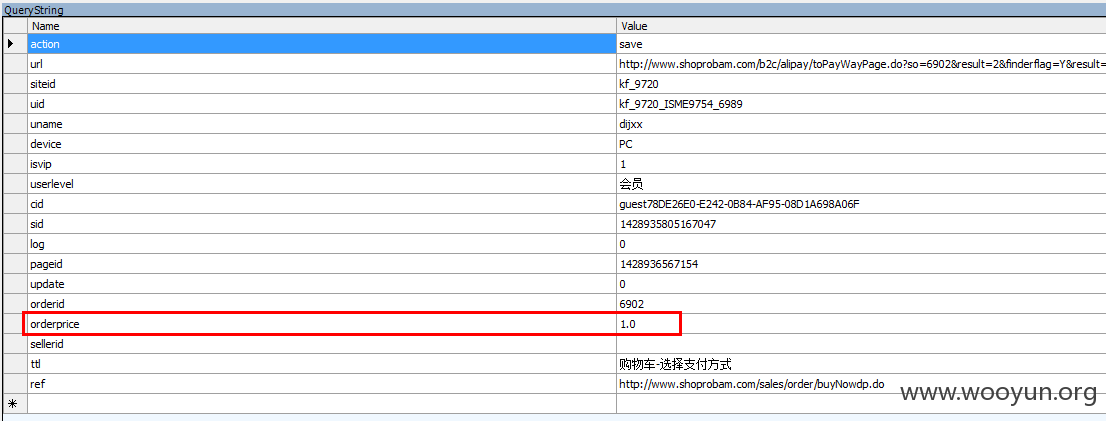 QueryString
Name Value
action save
url http://www.shoprobam.com/b2c/alipay/toPayWayPage.do?so=6902&result=2&finderflag=Y&result=
siteid kf_9720
uid kf_9720_ISME9754_6989
uname dijxx
device PC
isvip 1
userlevel 会员
cid guest78DE26E0-E242-0B84-AF95-08D1A698A06F
sid 1428935805167047
log 0
pageid 1428936567154
update 0
orderid 6902
orderprice 1.0
sellerid
ttl 购物车-选择支付方式
ref http://www.shoprobam.com/sales/order/buyNowdp.do
www.wooyun.org